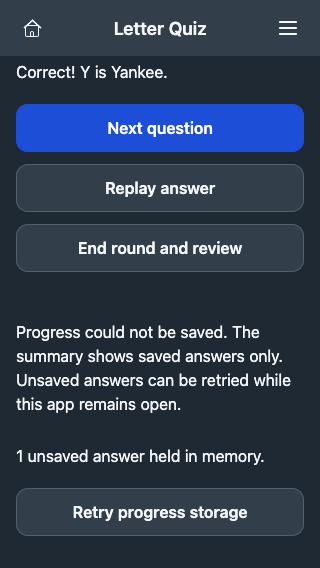 Letter Quiz
Correct! Y is Yankee.
Next question
Replay answer
End round and review
Progress could not be saved. The
summary shows saved answers only.
Unsaved answers can be retried while
this app remains open.
1 unsaved answer held in memory.
Retry progress storage